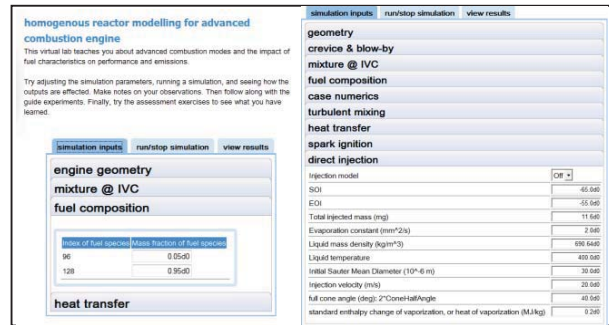 homogenous reactor modelling for advanced
combustion engine
This virtual lab teaches you about advanced combustion modes and the impact of
fuel characteristics on performance and emissions.
Try adjusting the simulation parameters, running a simulation, and seeing how the
outputs are effected. Make notes on your observations. Then follow along with the
guide experiments. Finally, try the assessment exercises to see what you have
learned.
simulation inputs run/stop simulation view results
engine geometry
mixture @ IVC
fuel composition
Index of fuel species Mass fraction of fuel species
96 0.05d0
128 0.95d0
heat transfer
simulation inputs run/stop simulation view results
geometry
crevice & blow-by
mixture @ IVC
fuel composition
case numerics
turbulent mixing
heat transfer
spark ignition
direct injection
Injection model Off
SOI -65.0d0
EOI -55.0d0
Total injected mass (mg) 11.6d0
Evaporation constant (mm^2/s) 2.0d0
Liquid mass density (kg/m^3) 690.64d0
Liquid temperature 400.0d0
Initial Sauter Mean Diameter (10^-6 m) 30.0d0
Injection velocity (m/s) 20.0d0
full cone angle (deg): 2*ConeHalfAngle 40.0d0
standard enthalpy change of vaporization, or heat of vaporization (MJ/kg) 0.2d0